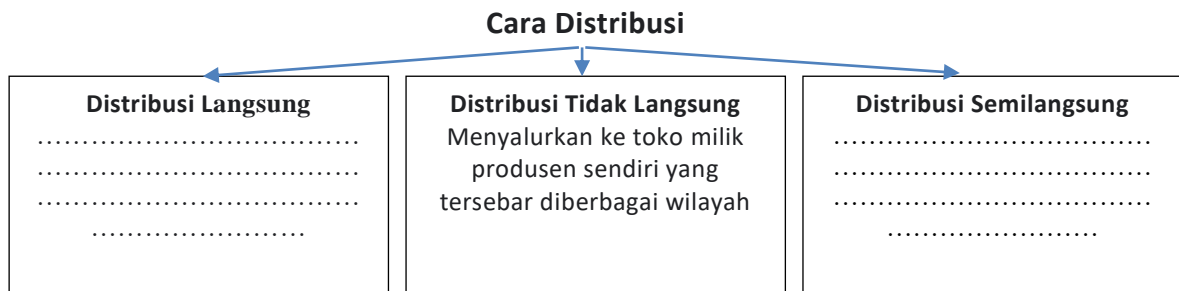 Cara Distribusi
Distribusi Langsung
....................................
....................................
....................................
........................
Distribusi Tidak Langsung
Menyalurkan ke toko milik
produsen sendiri yang
tersebar diberbagai wilayah
Distribusi Semilangsung
....................................
....................................
....................................
........................